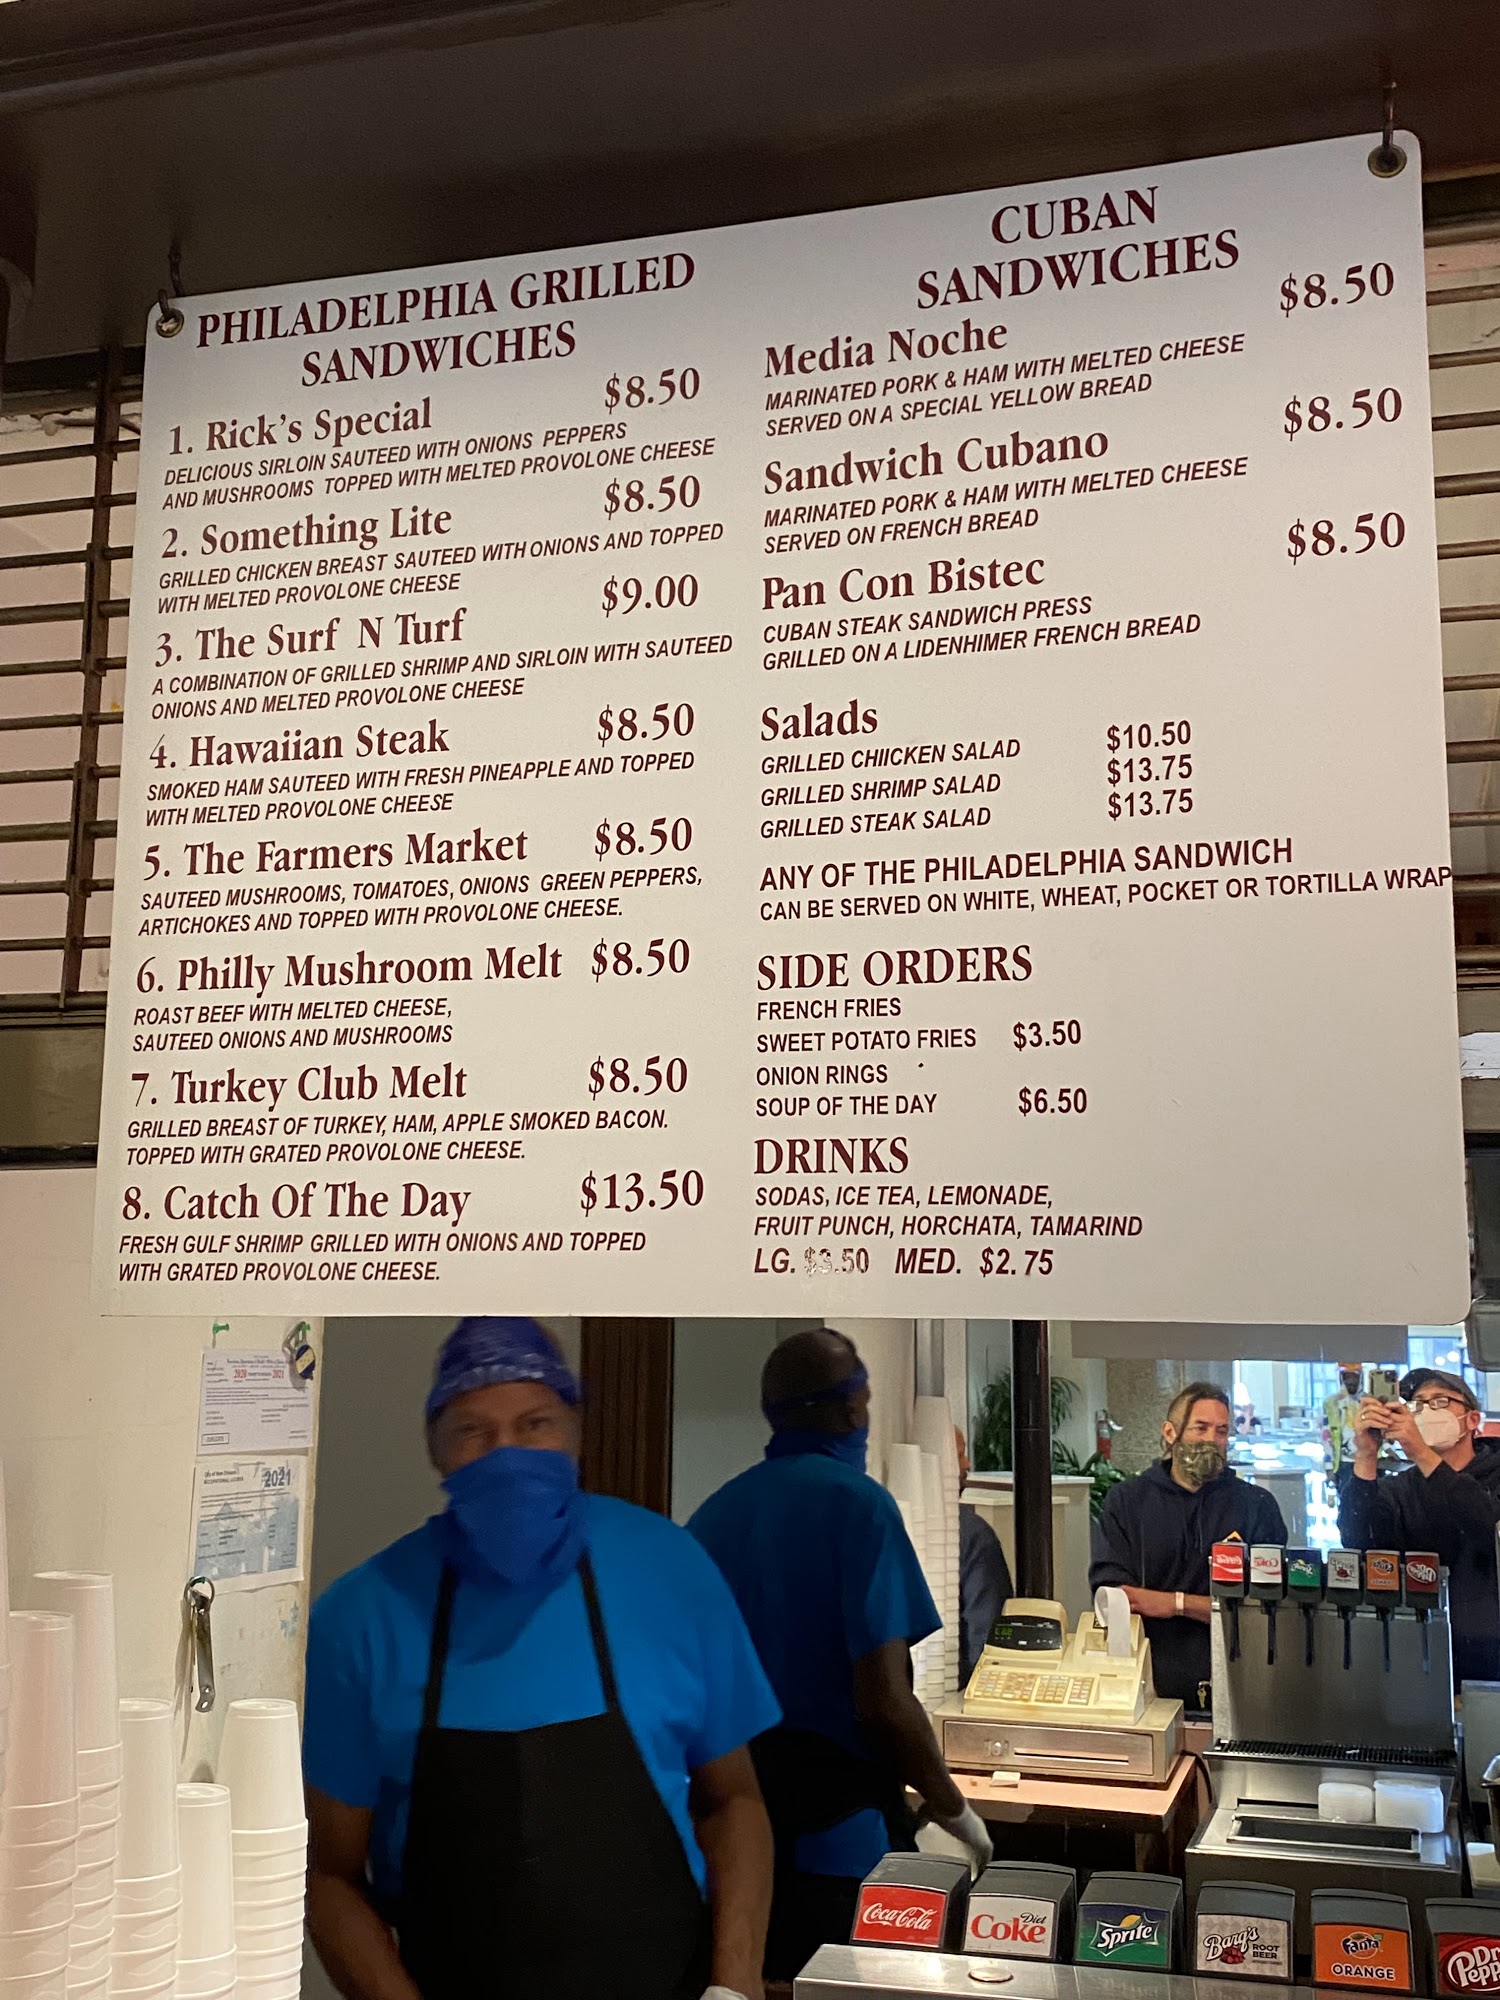 PHILADELPHIA GRILLED
SANDWICHES
1. Rick's Special $8.50
DELICIOUS SIRLOIN SAUTEED WITH ONIONS PEPPERS
AND MUSHROOMS TOPPED WITH MELTED PROVOLONE CHEESE
2. Something Lite $8.50
GRILLED CHICKEN BREAST SAUTEED WITH ONIONS AND TOPPED
WITH MELTED PROVOLONE CHEESE
3. The Surf N Turf $9.00
A COMBINATION OF GRILLED SHRIMP AND SIRLOIN WITH SAUTEED
ONIONS AND MELTED PROVOLONE CHEESE
4. Hawaiian Steak $8.50
SMOKED HAM SAUTEED WITH FRESH PINEAPPLE AND TOPPED
WITH MELTED PROVOLONE CHEESE
5. The Farmers Market $8.50
SAUTEED MUSHROOMS, TOMATOES, ONIONS GREEN PEPPERS,
ARTICHOKES AND TOPPED WITH PROVOLONE CHEESE.
6. Philly Mushroom Melt $8.50
ROAST BEEF WITH MELTED CHEESE,
SAUTEED ONIONS AND MUSHROOMS
7. Turkey Club Melt $8.50
GRILLED BREAST OF TURKEY, HAM, APPLE SMOKED BACON.
TOPPED WITH GRATED PROVOLONE CHEESE.
8. Catch Of The Day $13.50
FRESH GULF SHRIMP GRILLED WITH ONIONS AND TOPPED
WITH GRATED PROVOLONE CHEESE.
CUBAN
SANDWICHES
Media Noche $8.50
MARINATED PORK & HAM WITH MELTED CHEESE
SERVED ON A SPECIAL YELLOW BREAD
Sandwich Cubano $8.50
MARINATED PORK & HAM WITH MELTED CHEESE
SERVED ON FRENCH BREAD
Pan Con Bistec $8.50
CUBAN STEAK SANDWICH PRESS
GRILLED ON A LIDENHIMER FRENCH BREAD
Salads
GRILLED CHIICKEN SALAD $10.50
GRILLED SHRIMP SALAD $13.75
GRILLED STEAK SALAD $13.75
ANY OF THE PHILADELPHIA SANDWICH
CAN BE SERVED ON WHITE, WHEAT, POCKET OR TORTILLA WRAP
SIDE ORDERS
FRENCH FRIES
SWEET POTATO FRIES $3.50
ONION RINGS
SOUP OF THE DAY $6.50
DRINKS
SODAS, ICE TEA, LEMONADE,
FRUIT PUNCH, HORCHATA, TAMARIND
LG. $3.50 MED. $2.75
2020 2021
2021
Coca-Cola
Diet
Coke
Sprite
Barq's
ROOT
BEER
Fanta
ORANGE
Dr
Pepper